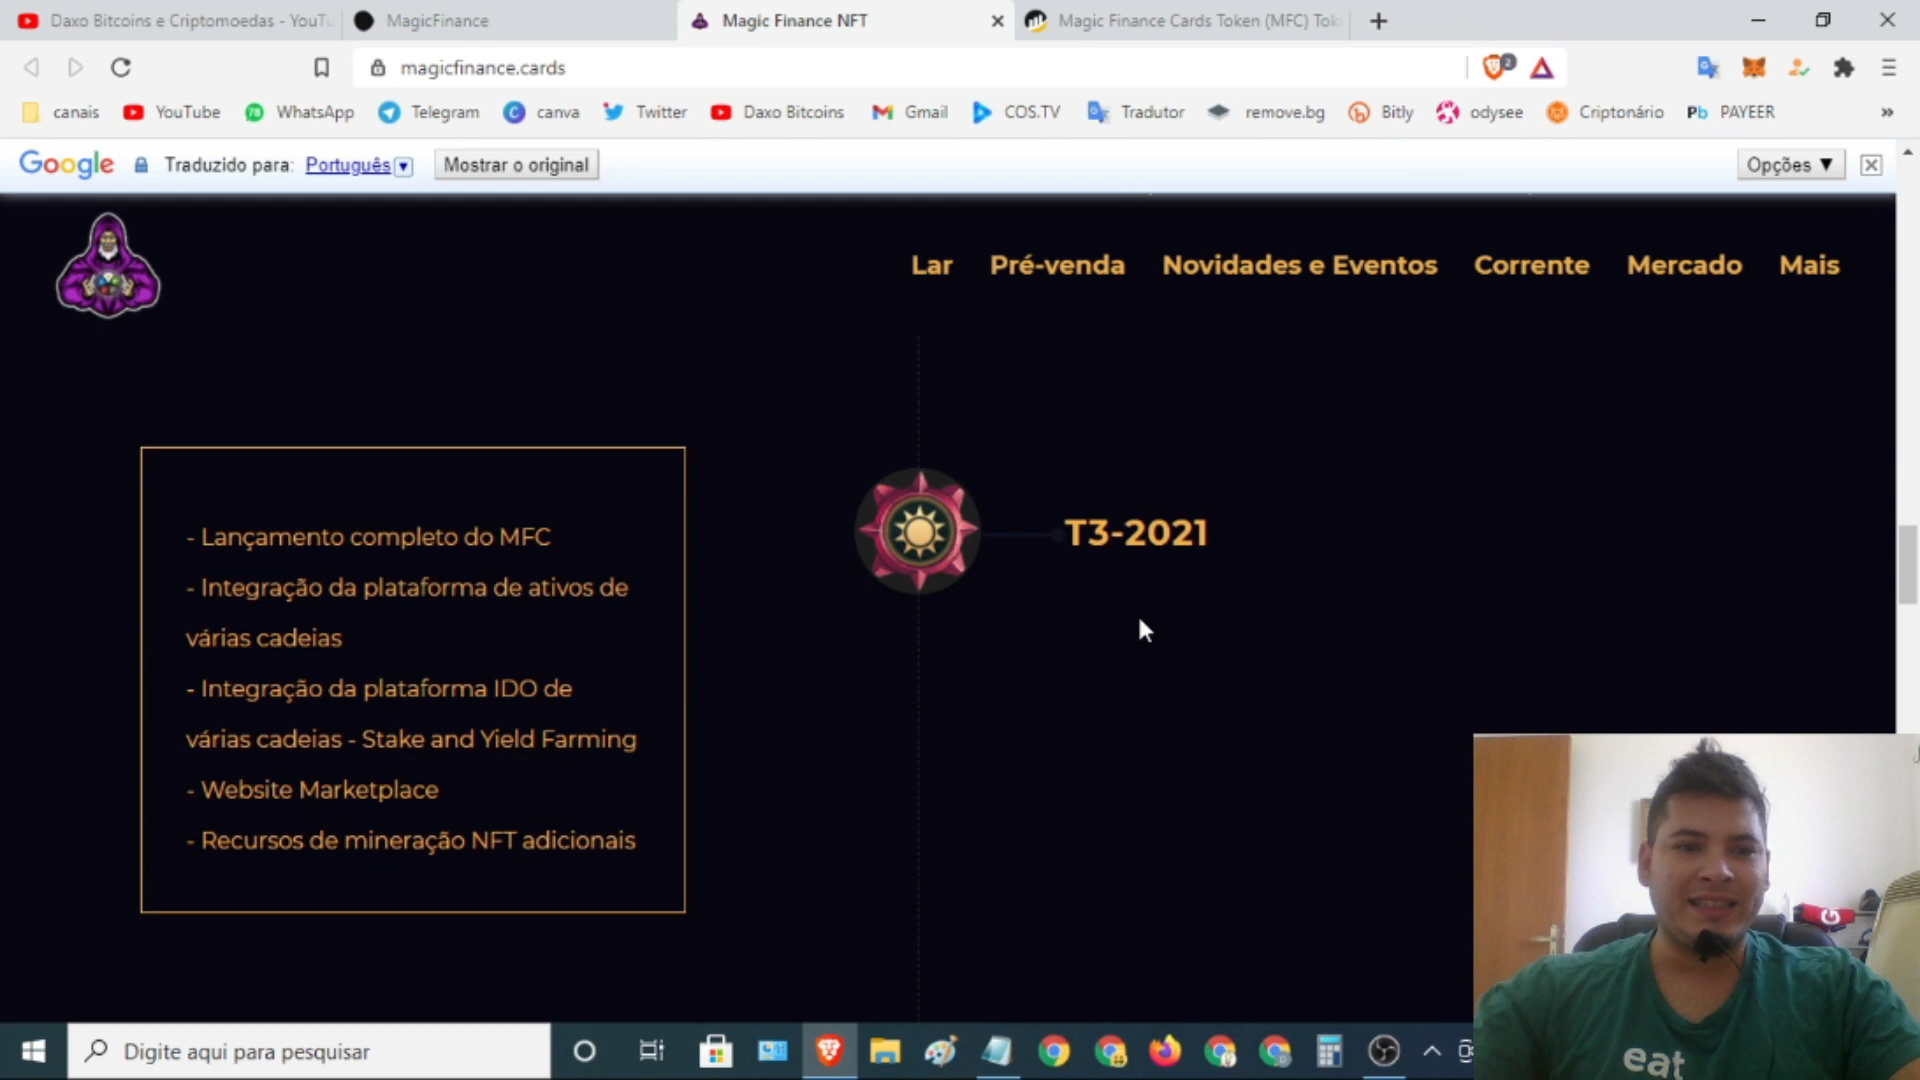 Daxo Bitcoins e Criptomoedas - YouTu
MagicFinance
Magic Finance NFT
Magic Finance Cards Token (MFC) Tok
magicfinance.cards
2
canais
YouTube
78
WhatsApp
Telegram
canva
Twitter
Daxo Bitcoins
Gmail
COS.TV
Tradutor
remove.bg
Bitly
odysee
Criptonário
Pb
PAYEER
»
Google
Traduzido para:
Português
Mostrar o original
Opções ▼
Lar
Pré-venda
Novidades e Eventos
Corrente
Mercado
Mais
- Lançamento completo do MFC
- Integração da plataforma de ativos de
várias cadeias
- Integração da plataforma IDO de
várias cadeias - Stake and Yield Farming
- Website Marketplace
- Recursos de mineração NFT adicionais
T3-2021
G
eat
Digite aqui para pesquisar